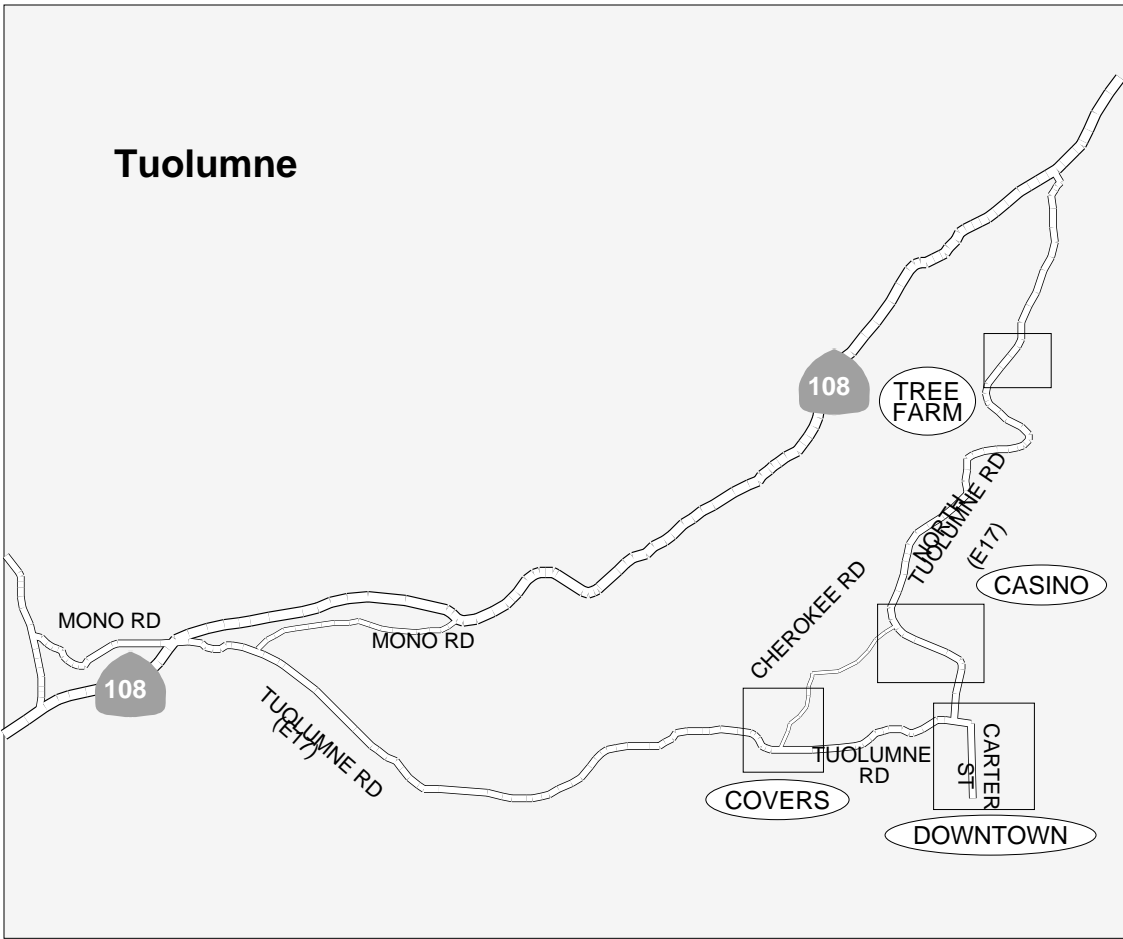 Tuolumne
108
TREE
FARM
NORTH
TUOLUMNE RD
(E17)
CHEROKEE RD
CASINO
MONO RD
MONO RD
108
TUOLUMNE RD
(E17)
TUOLUMNE
RD
CARTER
ST
COVERS
DOWNTOWN